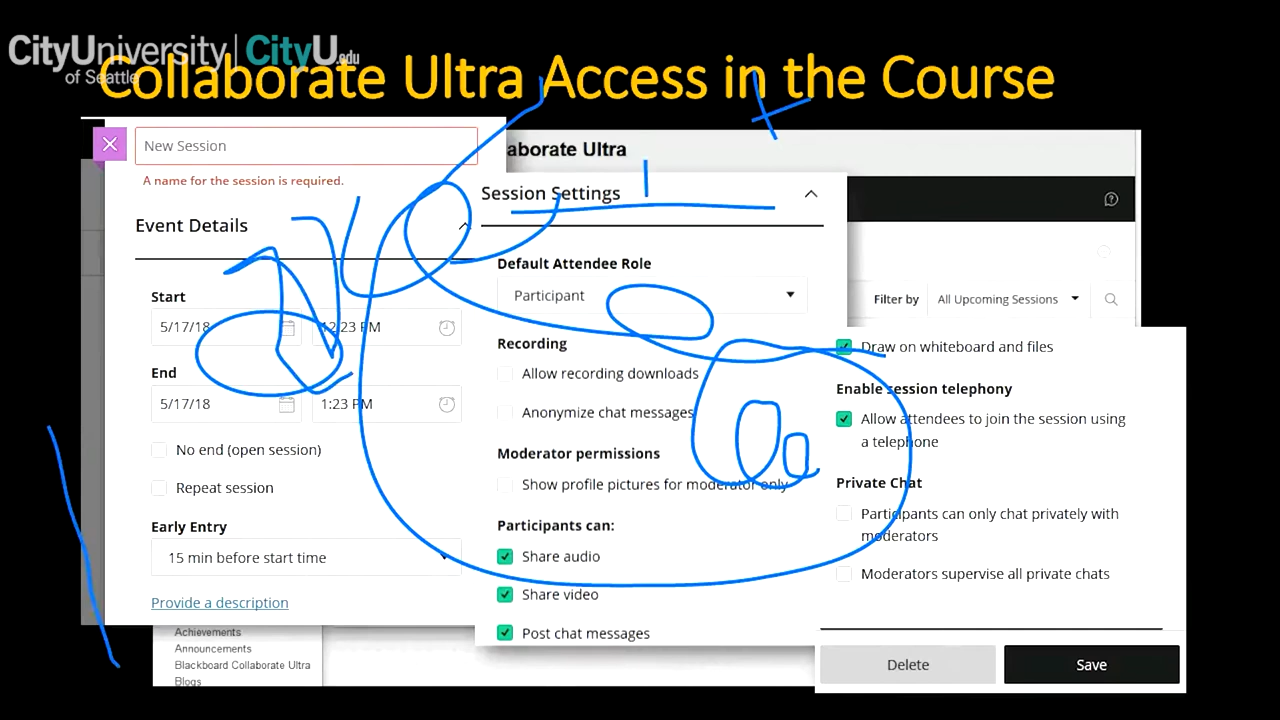 CityUniversity | CityU.edu
of Seattle
Collaborate Ultra Access in the Course
New Session
A name for the session is required.
Event Details
Start
5/17/18
12:23 PM
End
5/17/18
1:23 PM
No end (open session)
Repeat session
Early Entry
15 min before start time
Provide a description
Achievements
Announcements
Blackboard Collaborate Ultra
Blogs
aborate Ultra
Session Settings
Default Attendee Role
Participant
Recording
Allow recording downloads
Anonymize chat messages
Moderator permissions
Show profile pictures for moderator only
Participants can:
Share audio
Share video
Post chat messages
Filter by
All Upcoming Sessions
Draw on whiteboard and files
Enable session telephony
Allow attendees to join the session using
a telephone
Private Chat
Participants can only chat privately with
moderators
Moderators supervise all private chats
Delete
Save